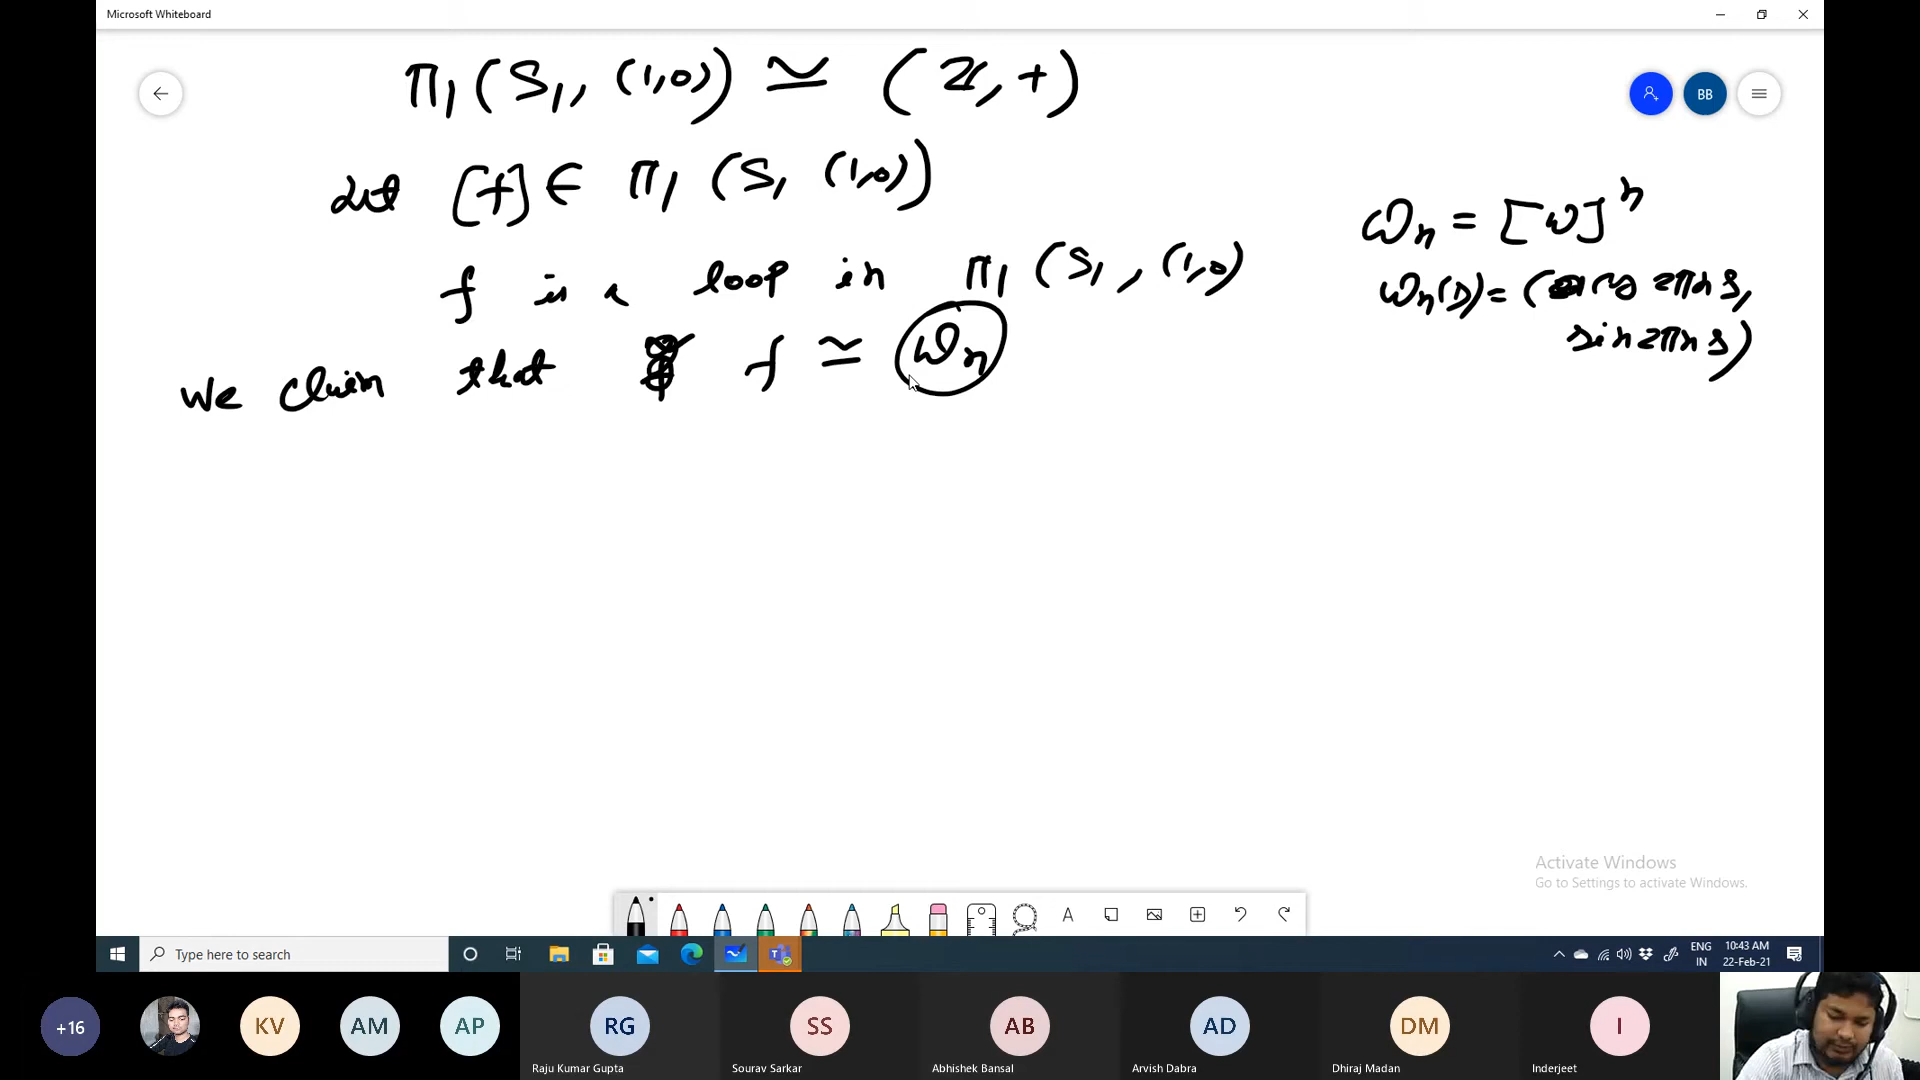 Microsoft Whiteboard
π₁(S₁, (1,0)) ≃ (ℤ, +)
BB
Let [f] ∈ π₁(S, (1,0))
ωₙ = [ω]ⁿ
f is a loop in π₁(S₁, (1,0)
ωₙ(s) = (cos 2πns,
sin 2πns)
We claim that f ≃ ωₙ
Activate Windows
Go to Settings to activate Windows.
A
Type here to search
ENG
IN
10:43 AM
22-Feb-21
+16
KV
AM
AP
RG
SS
AB
AD
DM
I
Raju Kumar Gupta
Sourav Sarkar
Abhishek Bansal
Arvish Dabra
Dhiraj Madan
Inderjeet